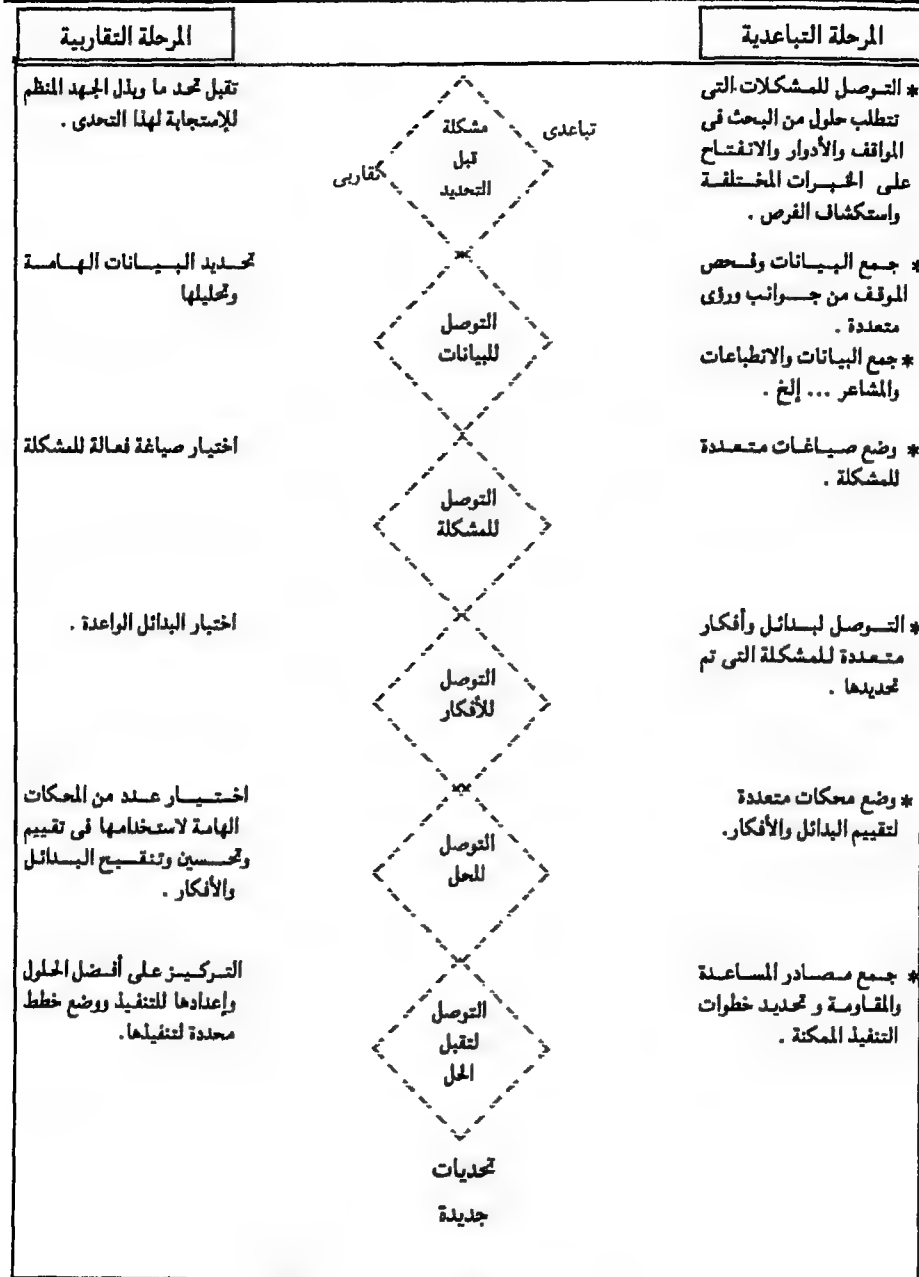 المرحلة التباعدية
* التوصل للمشكلات التى
تتطلب حلول من البحث فى
المواقف والأدوار والانفتاح
على الخبرات المختلفة
واستكشاف الفرص .
* جمع البيانات وفحص
الموقف من جوانب ورؤى
متعددة .
* جمع البيانات والانطباعات
والمشاعر ... إلخ .
* وضع صياغات متعددة
للمشكلة .
* التوصل لبدائل وأفكار
متعددة للمشكلة التى تم
تحديدها .
* وضع محكات متعددة
لتقييم البدائل والأفكار.
* جمع مصادر المساعدة
والمقاومة و تحديد خطوات
التنفيذ الممكنة .
تباعدى
مشكلة
قبل
التحديد
تقاربى
التوصل
للبيانات
التوصل
للمشكلة
التوصل
للأفكار
التوصل
للحل
التوصل
لتقبل
الحل
تحديات
جديدة
المرحلة التقاربية
تقبل تحد ما وبذل الجهد المنظم
للإستجابة لهذا التحدى .
تحديد البيانات الهامة
وتحليلها
اختيار صياغة فعالة للمشكلة
اختيار البدائل الواعدة .
اختيار عدد من المحكات
الهامة لاستخدامها فى تقييم
وتحسين وتنقيح البدائل
والأفكار .
التركيز على أفضل الحلول
وإعدادها للتنفيذ ووضع خطط
محددة لتنفيذها.